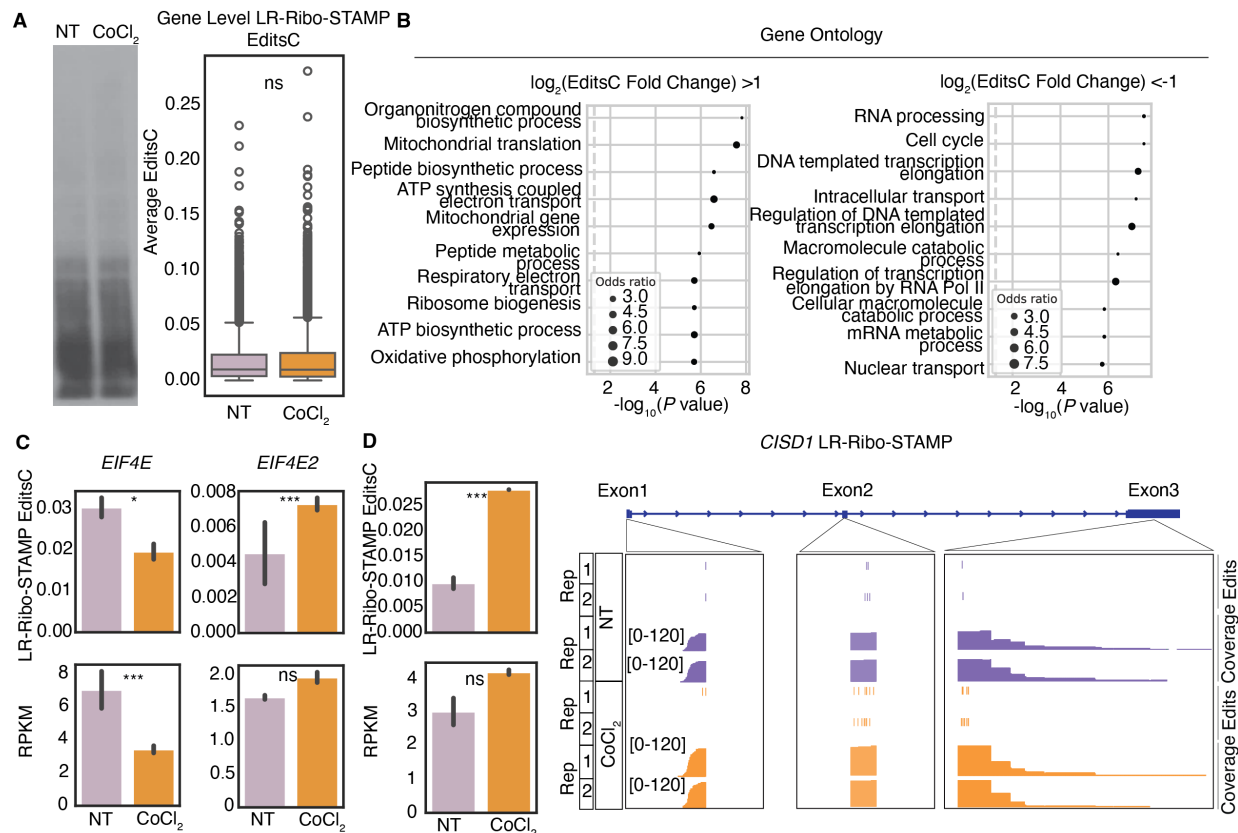 A
NT CoCl2
Gene Level LR-Ribo-STAMP
EditsC
Average EditsC
0.25
0.20
0.15
0.10
0.05
0.00
ns
NT CoCl2
B
Gene Ontology
log2(EditsC Fold Change) >1
Organonitrogen compound
biosynthetic process
Mitochondrial translation
Peptide biosynthetic process
ATP synthesis coupled
electron transport
Mitochondrial gene
expression
Peptide metabolic
process
Respiratory electron
transport
Ribosome biogenesis
ATP biosynthetic process
Oxidative phosphorylation
Odds ratio
3.0
4.5
6.0
7.5
9.0
2 4 6 8
-log10(P value)
log2(EditsC Fold Change) <-1
RNA processing
Cell cycle
DNA templated transcription
elongation
Intracellular transport
Regulation of DNA templated
transcription elongation
Macromolecule catabolic
process
Regulation of transcription
elongation by RNA Pol II
Cellular macromolecule
catabolic process
mRNA metabolic
process
Nuclear transport
Odds ratio
3.0
4.5
6.0
7.5
2 4 6
-log10(P value)
C
EIF4E
LR-Ribo-STAMP EditsC
0.03
0.02
0.01
0.00
*
EIF4E2
0.008
0.006
0.004
0.002
0.000
***
RPKM
8
6
4
2
0
***
NT CoCl2
2.0
1.5
1.0
0.5
0
ns
NT CoCl2
D
LR-Ribo-STAMP EditsC
0.025
0.020
0.015
0.010
0.005
0.000
***
RPKM
4
3
2
1
0
ns
NT CoCl2
CISD1 LR-Ribo-STAMP
Exon1 Exon2 Exon3
NT
Rep
1
2
Rep
1
[0-120]
2
[0-120]
Edits
Coverage
CoCl2
Rep
1
2
Rep
1
[0-120]
2
[0-120]
Edits
Coverage